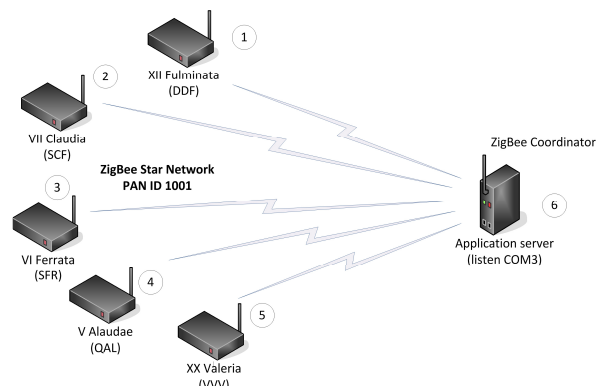 1
XII Fulminata
(DDF)
2
VII Claudia
(SCF)
ZigBee Coordinator
ZigBee Star Network
PAN ID 1001
3
VI Ferrata
(SFR)
6
Application server
(listen COM3)
4
V Alaudae
(QAL)
5
XX Valeria
(VVV)